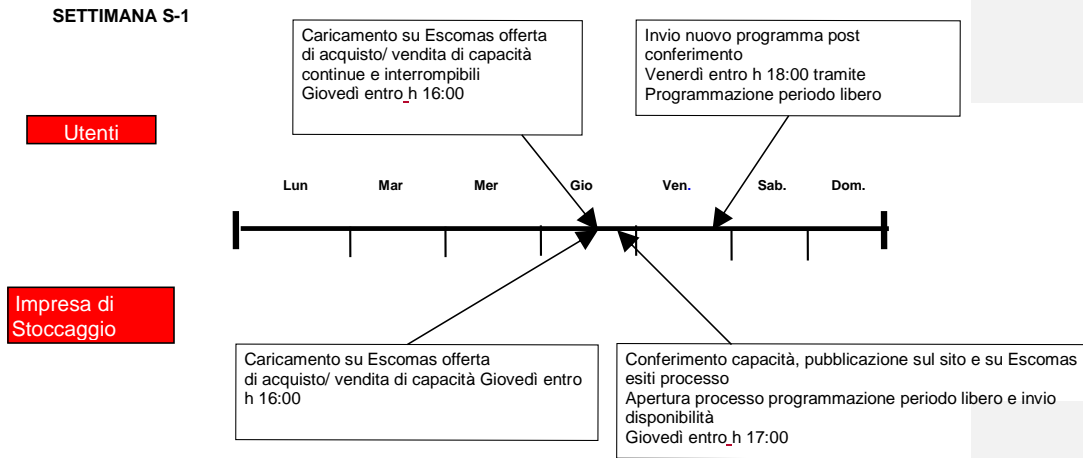 SETTIMANA S-1
Caricamento su Escomas offerta
di acquisto/ vendita di capacità
continue e interrompibili
Giovedì entro h 16:00
Invio nuovo programma post
conferimento
Venerdì entro h 18:00 tramite
Programmazione periodo libero
Utenti
Lun Mar Mer Gio Ven. Sab. Dom.
Impresa di
Stoccaggio
Caricamento su Escomas offerta
di acquisto/ vendita di capacità Giovedì entro
h 16:00
Conferimento capacità, pubblicazione sul sito e su Escomas
esiti processo
Apertura processo programmazione periodo libero e invio
disponibilità
Giovedì entro h 17:00